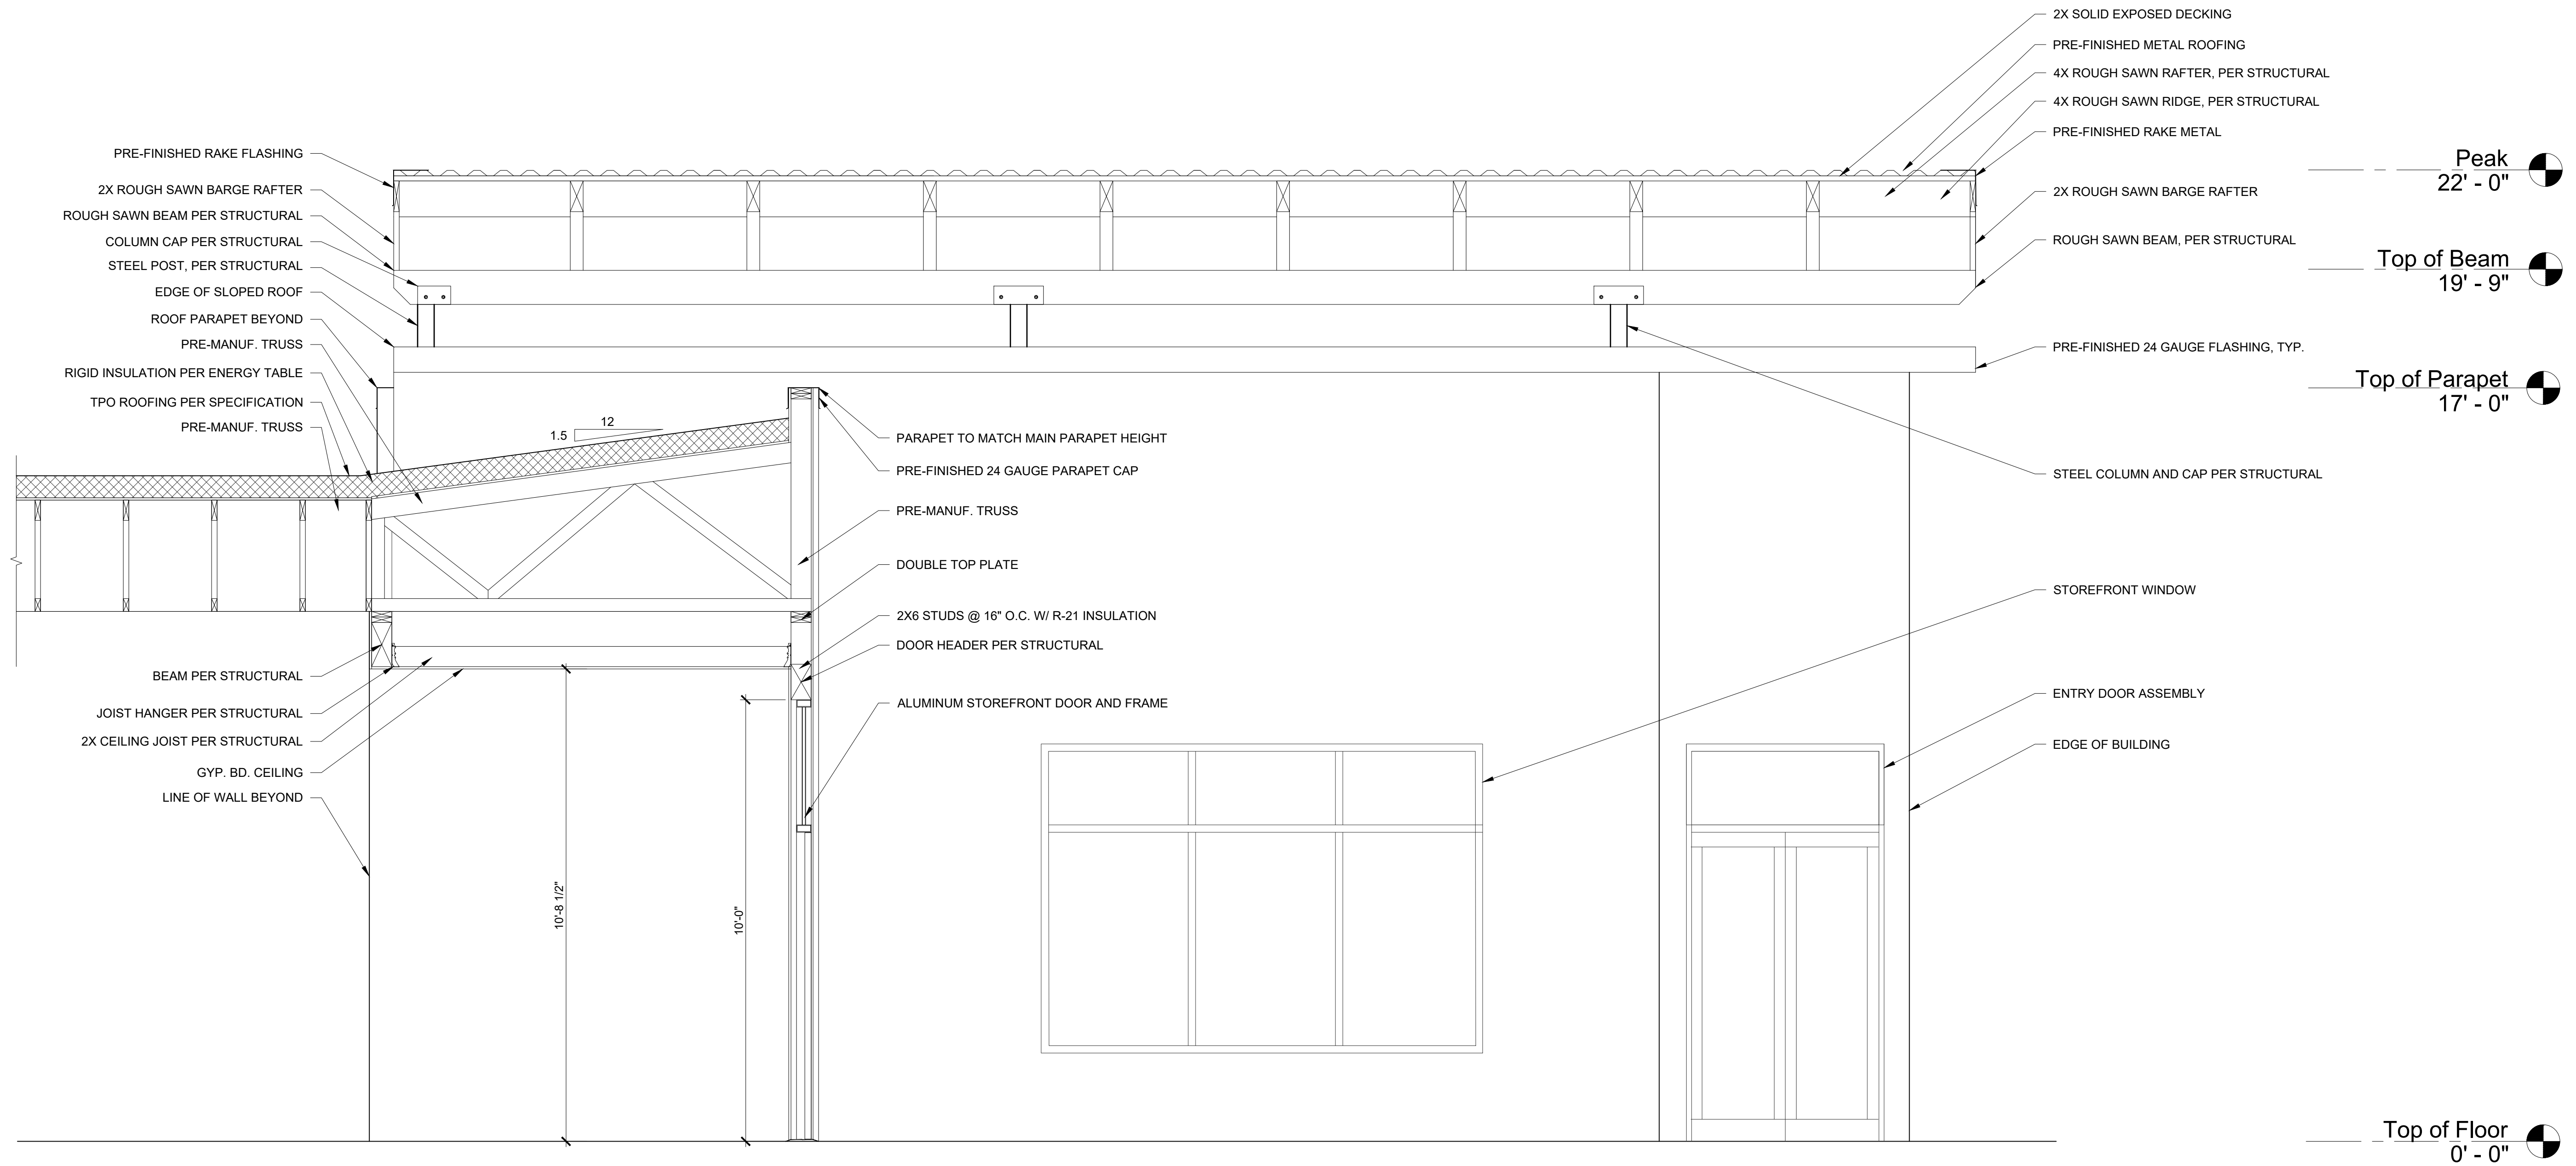 PRE-FINISHED RAKE FLASHING
2X ROUGH SAWN BARGE RAFTER
ROUGH SAWN BEAM PER STRUCTURAL
COLUMN CAP PER STRUCTURAL
STEEL POST, PER STRUCTURAL
EDGE OF SLOPED ROOF
ROOF PARAPET BEYOND
PRE-MANUF. TRUSS
RIGID INSULATION PER ENERGY TABLE
TPO ROOFING PER SPECIFICATION
PRE-MANUF. TRUSS
BEAM PER STRUCTURAL
JOIST HANGER PER STRUCTURAL
2X CEILING JOIST PER STRUCTURAL
GYP. BD. CEILING
LINE OF WALL BEYOND
12
1.5
10'-8 1/2"
10'-0"
PARAPET TO MATCH MAIN PARAPET HEIGHT
PRE-FINISHED 24 GAUGE PARAPET CAP
PRE-MANUF. TRUSS
DOUBLE TOP PLATE
2X6 STUDS @ 16" O.C. W/ R-21 INSULATION
DOOR HEADER PER STRUCTURAL
ALUMINUM STOREFRONT DOOR AND FRAME
2X SOLID EXPOSED DECKING
PRE-FINISHED METAL ROOFING
4X ROUGH SAWN RAFTER, PER STRUCTURAL
4X ROUGH SAWN RIDGE, PER STRUCTURAL
PRE-FINISHED RAKE METAL
2X ROUGH SAWN BARGE RAFTER
ROUGH SAWN BEAM, PER STRUCTURAL
PRE-FINISHED 24 GAUGE FLASHING, TYP.
STEEL COLUMN AND CAP PER STRUCTURAL
STOREFRONT WINDOW
ENTRY DOOR ASSEMBLY
EDGE OF BUILDING
Peak
22' - 0"
Top of Beam
19' - 9"
Top of Parapet
17' - 0"
Top of Floor
0' - 0"